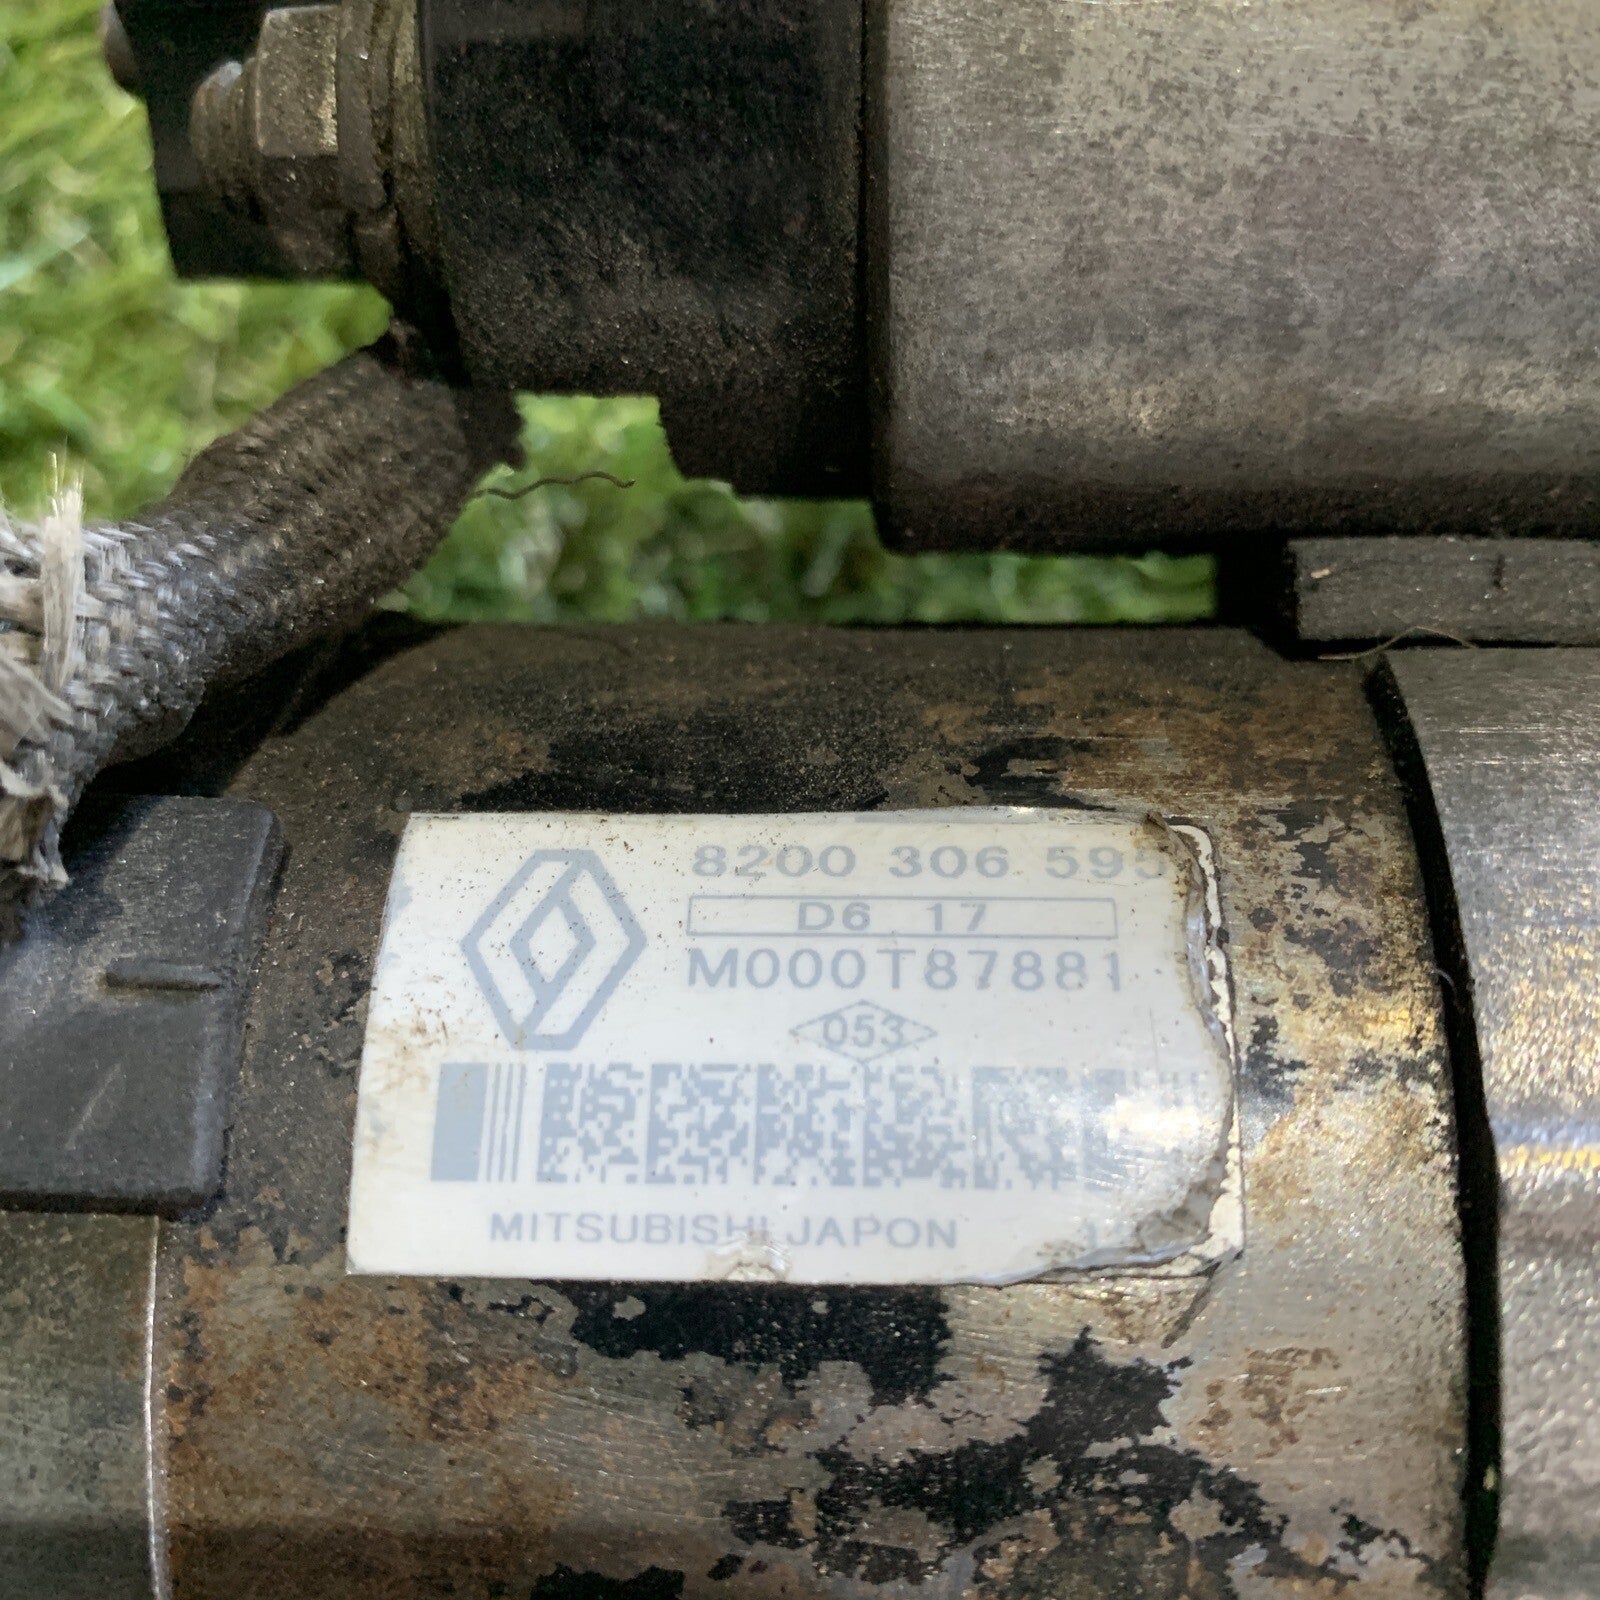 8200 306 595
D6 17
M000T87881
053
MITSUBISHI JAPON